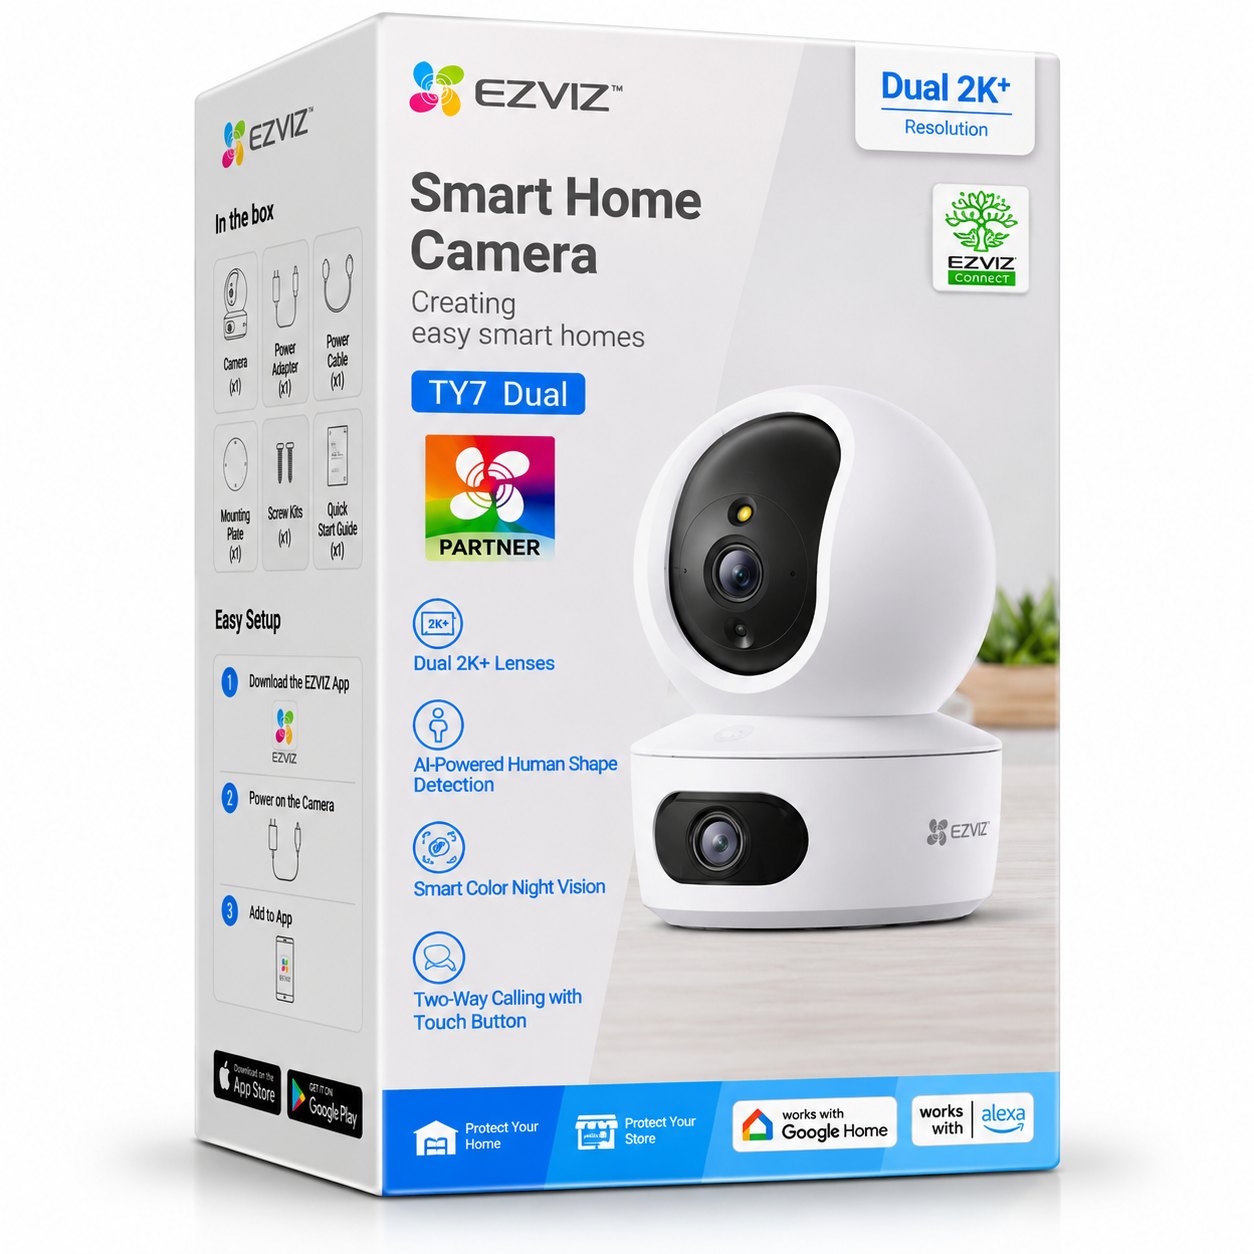 EZVIZ™
In the box
Camera
(x1)
Power
Adapter
(x1)
Power
Cable
(x1)
Mounting
Plate
(x1)
Screw Kits
(x1)
Quick
Start Guide
(x1)
Easy Setup
1 Download the EZVIZ App
EZVIZ
2 Power on the Camera
3 Add to App
Download on the
App Store
GET IT ON
Google Play
EZVIZ™
Dual 2K+
Resolution
Smart Home
Camera
Creating
easy smart homes
EZVIZ
CONNECT
TY7 Dual
PARTNER
2K+
Dual 2K+ Lenses
AI-Powered Human Shape
Detection
Smart Color Night Vision
Two-Way Calling with
Touch Button
EZVIZ
Protect Your
Home
Protect Your
Store
works with
Google Home
works
with
alexa